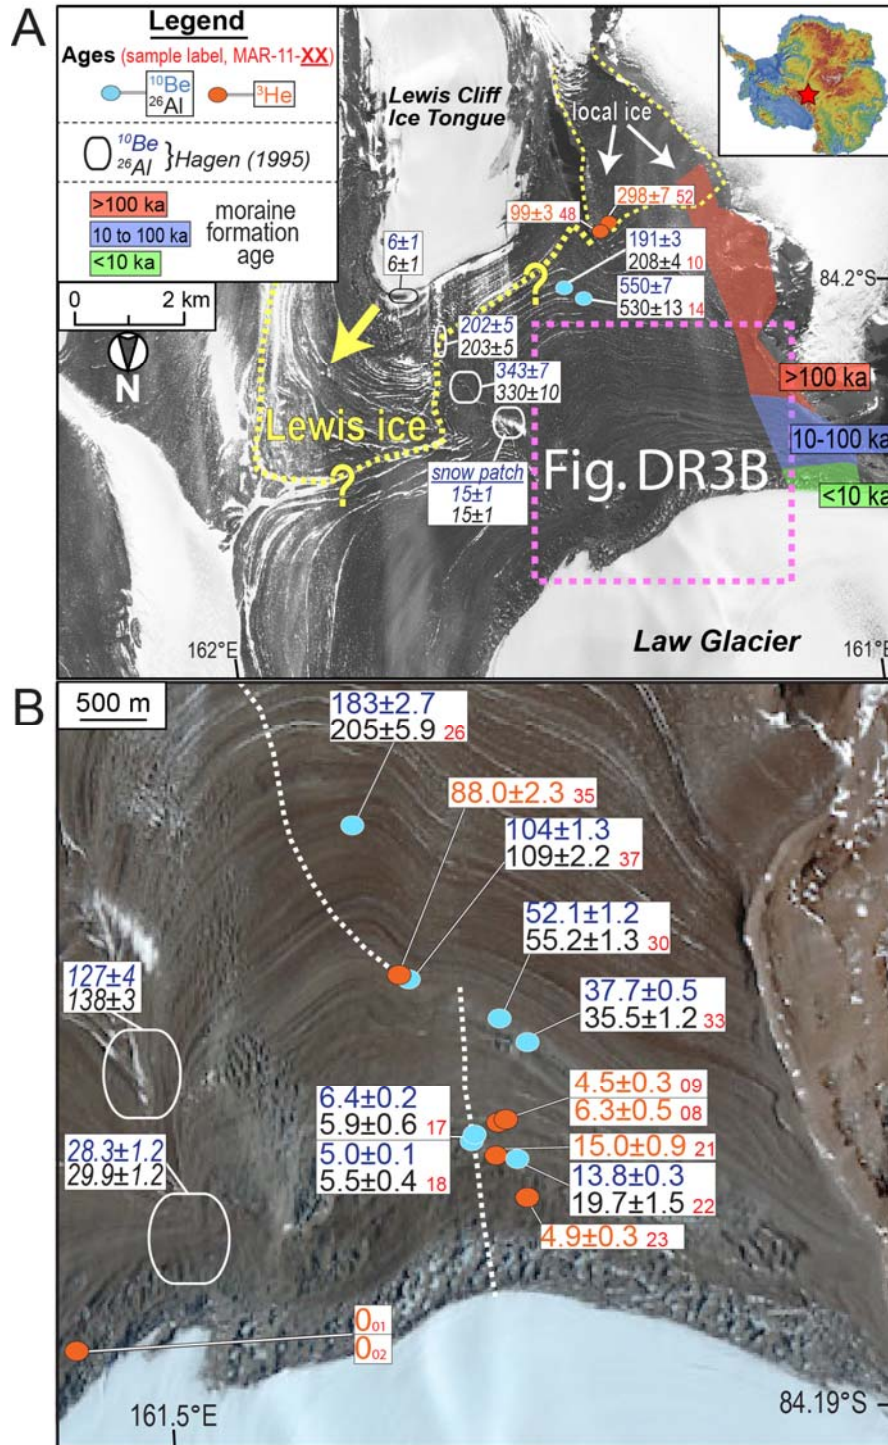 A
Legend
Ages (sample label, MAR-11-XX)
10Be
26Al
3He
10Be
26Al }Hagen (1995)
>100 ka
10 to 100 ka
<10 ka
moraine
formation
age
0 2 km
N
Lewis Cliff
Ice Tongue
local ice
99±3 48
298±7 52
191±3
208±4 10
550±7
530±13 14
84.2°S
6±1
6±1
202±5
203±5
343±7
330±10
?
Lewis ice
?
snow patch
15±1
15±1
>100 ka
10-100 ka
<10 ka
Fig. DR3B
Law Glacier
162°E
161°E
B
500 m
183±2.7
205±5.9 26
88.0±2.3 35
104±1.3
109±2.2 37
52.1±1.2
55.2±1.3 30
37.7±0.5
35.5±1.2 33
127±4
138±3
4.5±0.3 09
6.3±0.5 08
6.4±0.2
5.9±0.6 17
5.0±0.1
5.5±0.4 18
15.0±0.9 21
13.8±0.3
19.7±1.5 22
28.3±1.2
29.9±1.2
4.9±0.3 23
0 01
0 02
161.5°E
84.19°S